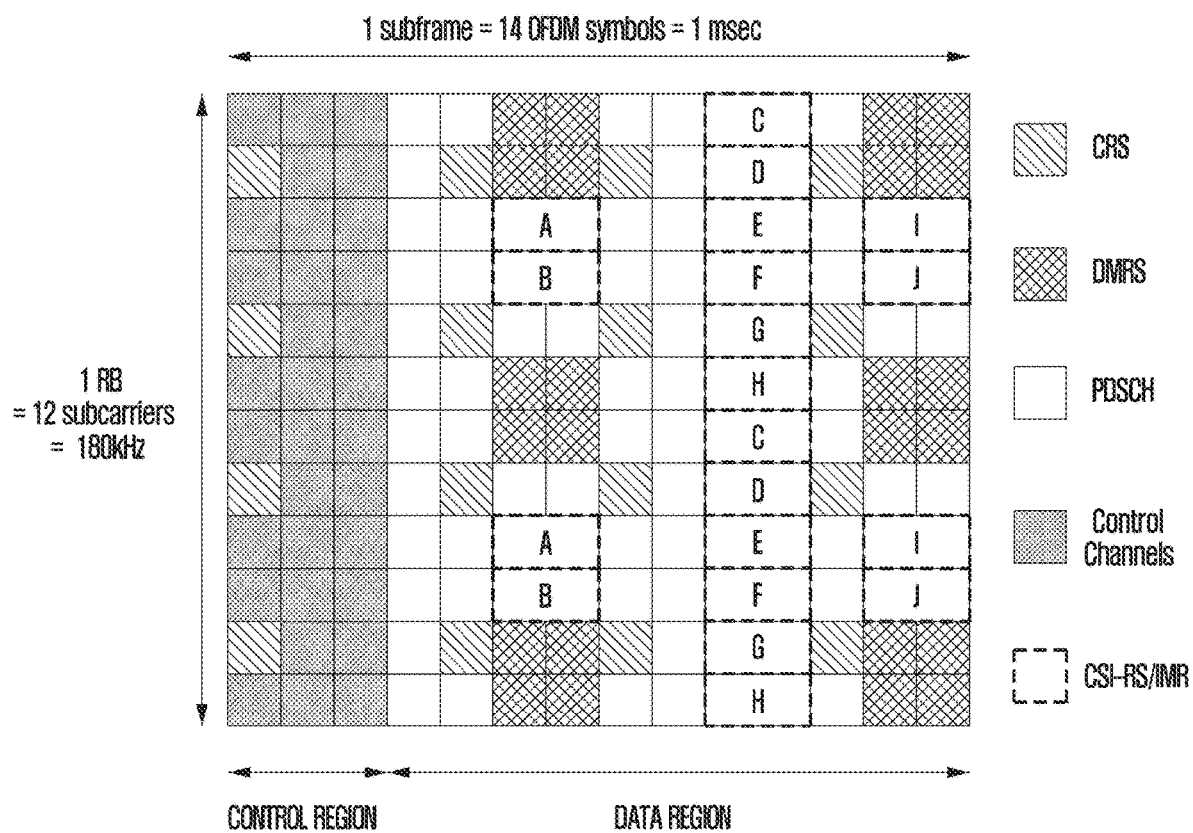 1 subframe = 14 OFDM symbols = 1 msec
C
CRS
D
A
E
I
B
F
J
DMRS
G
1 RB
= 12 subcarriers
= 180kHz
H
PDSCH
C
D
A
E
I
Control
Channels
B
F
J
G
CSI-RS/IMR
H
CONTROL REGION
DATA REGION